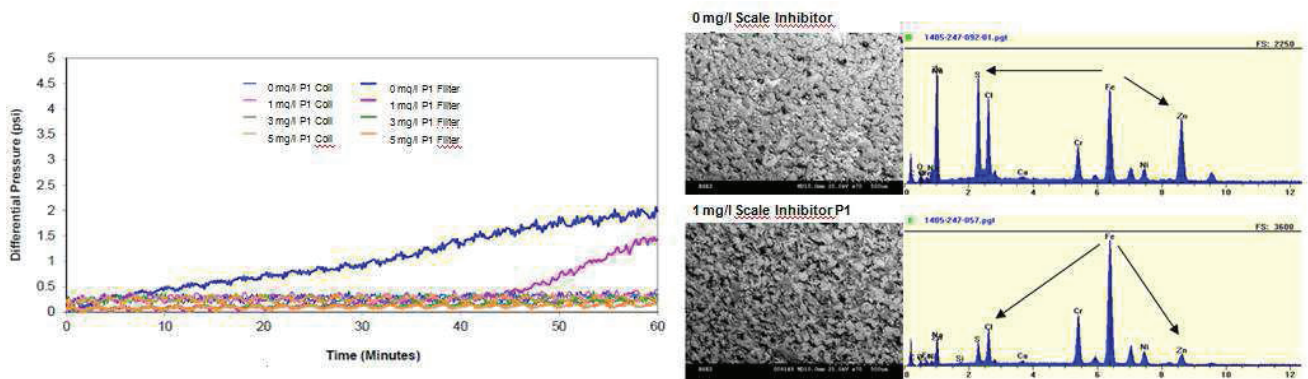 Differential Pressure (psi)
5
4.5
4
3.5
3
2.5
2
1.5
1
0.5
0
0 mg/l P1 Coil
1 mg/l P1 Coil
3 mg/l P1 Coil
5 mg/l P1 Coil
0 mg/l P1 Filter
1 mg/l P1 Filter
3 mg/l P1 Filter
5 mg/l P1 Filter
0 10 20 30 40 50 60
Time (Minutes)
0 mg/l Scale Inhibitor
1405-247-092-01.pgt
FS: 2250
S
Cl
Ca
Cr
Fe
Ni
Zn
2 4 6 8 10 12
1 mg/l Scale Inhibitor P1
1405-247-057.pgt
FS: 3600
Na
Si
S
Cl
Ca
Cr
Fe
Ni
Zn
2 4 6 8 10 12